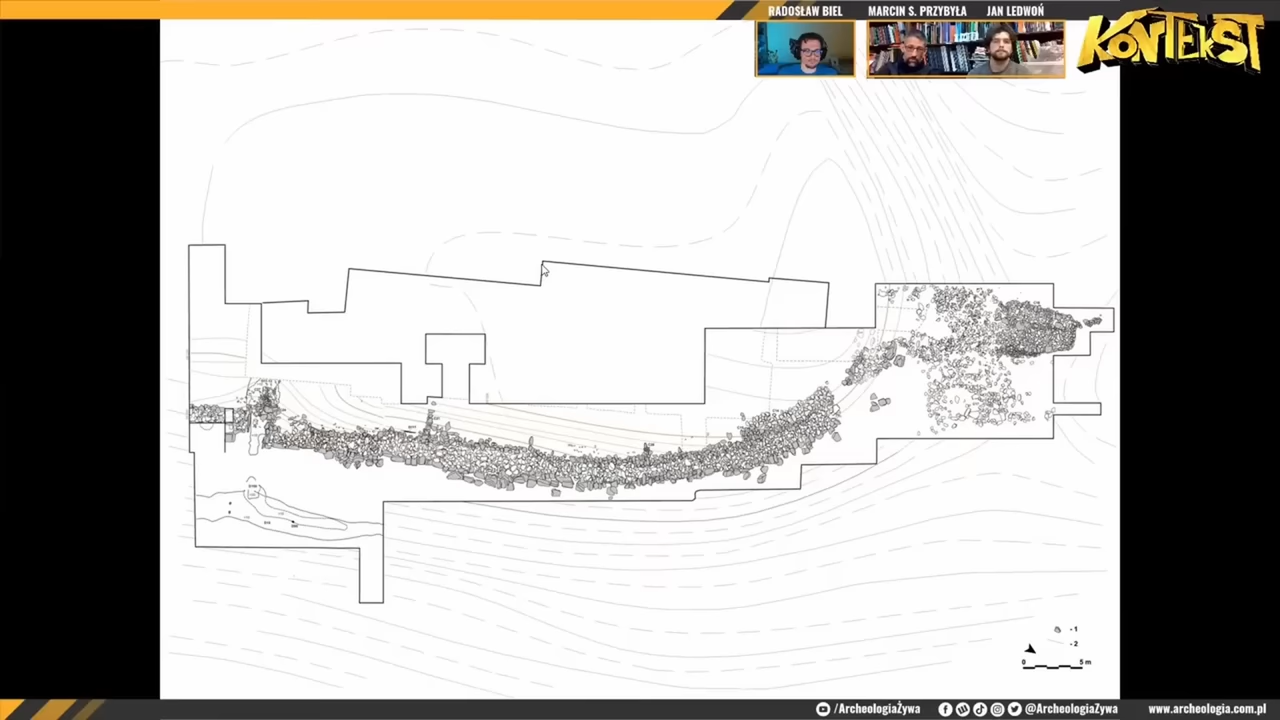 RADOSŁAW BIEL MARCIN S. PRZYBYŁA JAN LEDWOŃ
KONTEKST
- 1
- 2
0 5 m
/ArcheologiaŻywa @ArcheologiaZywa www.archeologia.com.pl